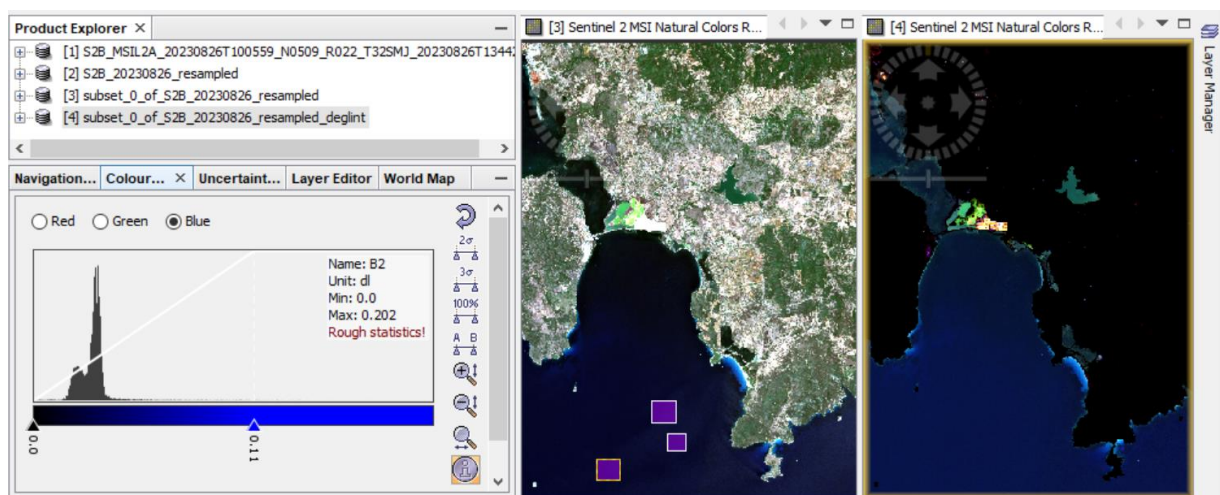 Product Explorer ×
[1] S2B_MSIL2A_20230826T100559_N0509_R022_T32SMJ_20230826T1344
[2] S2B_20230826_resampled
[3] subset_0_of_S2B_20230826_resampled
[4] subset_0_of_S2B_20230826_resampled_deglint
Navigation... Colour... × Uncertaint... Layer Editor World Map
Red Green Blue
Name: B2
Unit: dl
Min: 0.0
Max: 0.202
Rough statistics!
0.0
0.11
2σ
3σ
100%
A B
[3] Sentinel 2 MSI Natural Colors R...
[4] Sentinel 2 MSI Natural Colors R...
Layer Manager